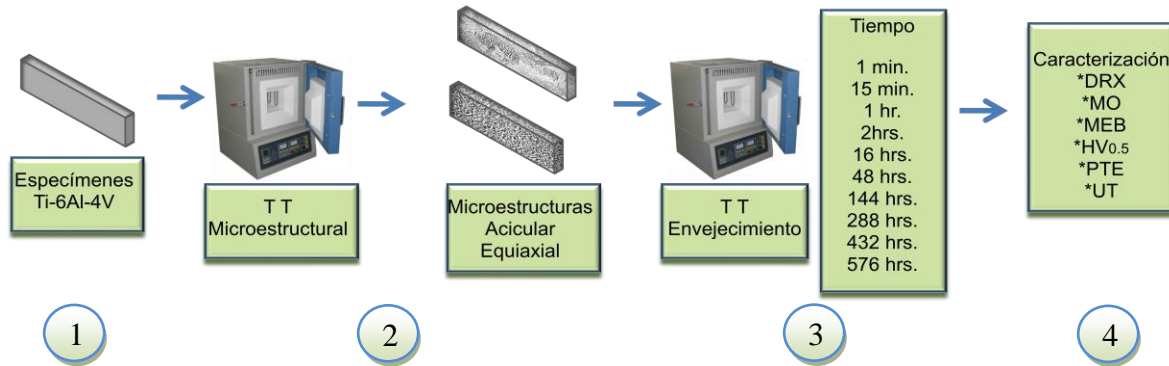 Especímenes
Ti-6Al-4V
T T
Microestructural
Microestructuras
Acicular
Equiaxial
T T
Envejecimiento
Tiempo
1 min.
15 min.
1 hr.
2hrs.
16 hrs.
48 hrs.
144 hrs.
288 hrs.
432 hrs.
576 hrs.
Caracterización
*DRX
*MO
*MEB
*HV0.5
*PTE
*UT
1
2
3
4